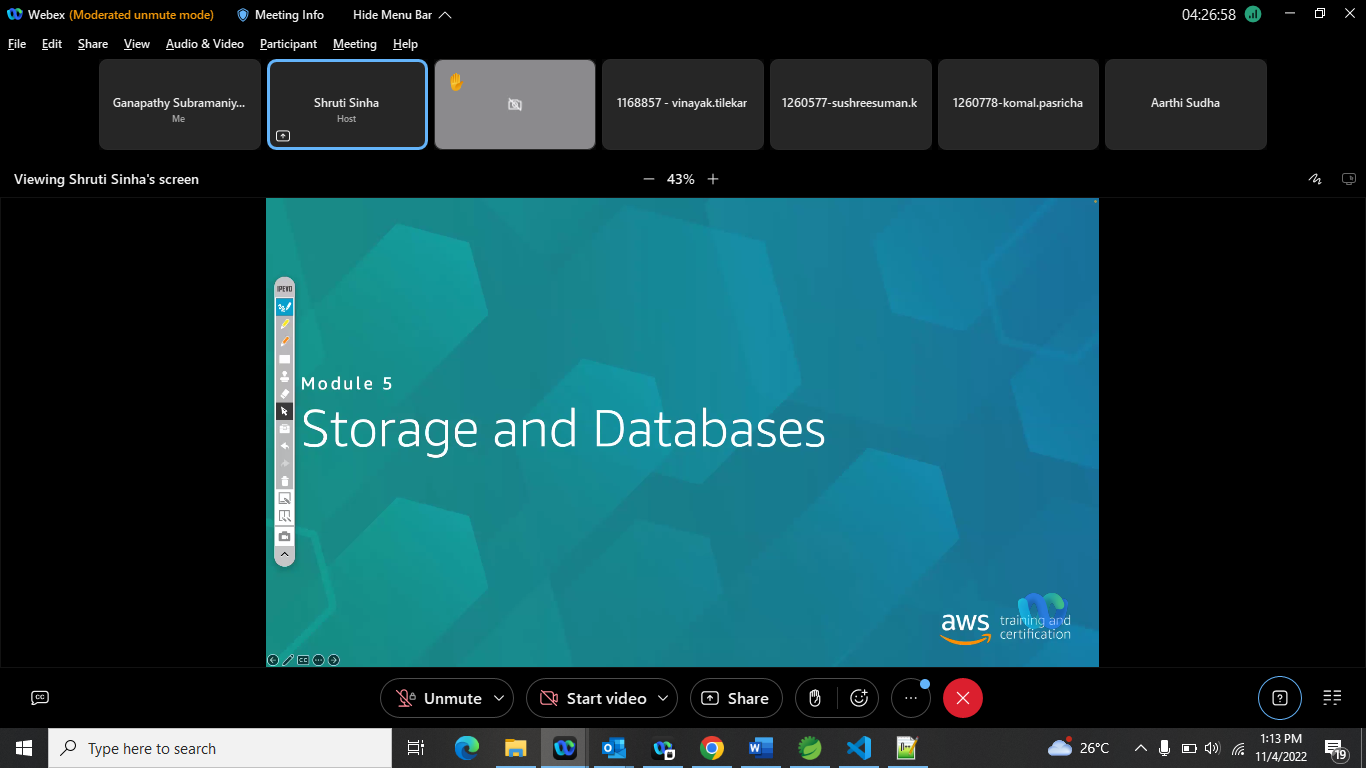 Webex (Moderated unmute mode) Meeting Info Hide Menu Bar 04:26:58
File Edit Share View Audio & Video Participant Meeting Help
Ganapathy Subramaniy...
Me
Shruti Sinha
Host
1168857 - vinayak.tilekar
1260577-sushreesuman.k
1260778-komal.pasricha
Aarthi Sudha
Viewing Shruti Sinha's screen 43%
IPEVO
Module 5
Storage and Databases
aws training and
certification
CC
CC Unmute Start video Share
Type here to search
26°C
1:13 PM
11/4/2022
19